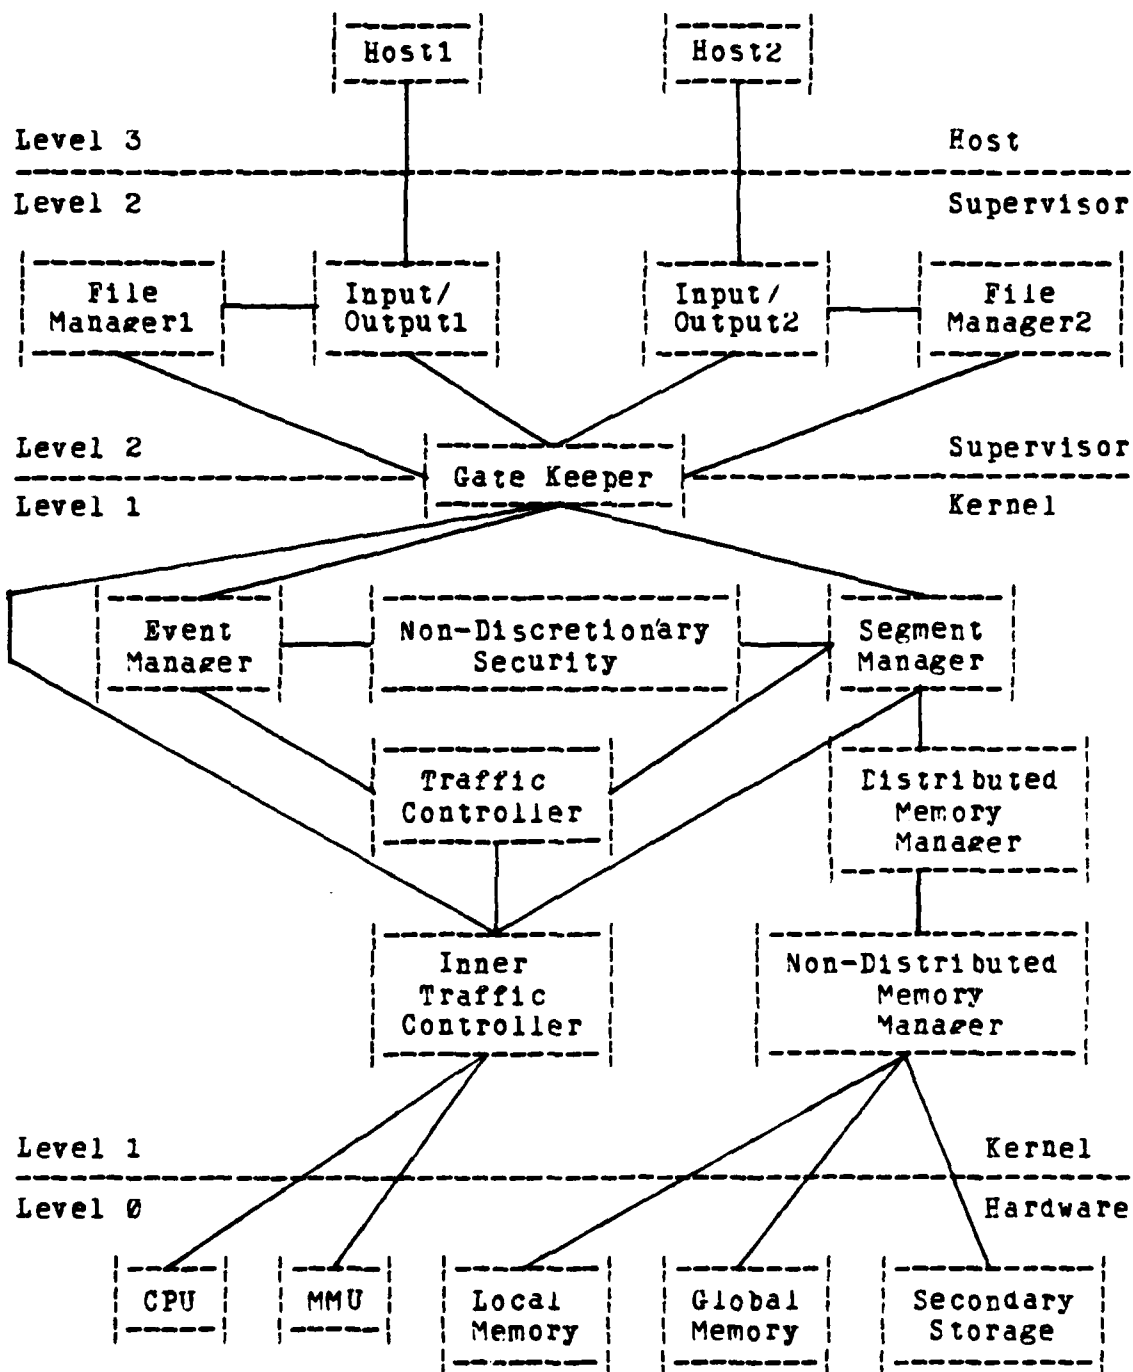 Host1
Host2
Level 3
Host
Level 2
Supervisor
File
Manager1
Input/
Output1
Input/
Output2
File
Manager2
Level 2
Supervisor
Gate Keeper
Level 1
Kernel
Event
Manager
Non-Discretionary
Security
Segment
Manager
Traffic
Controller
Distributed
Memory
Manager
Inner
Traffic
Controller
Non-Distributed
Memory
Manager
Level 1
Kernel
Level 0
Hardware
CPU
MMU
Local
Memory
Global
Memory
Secondary
Storage